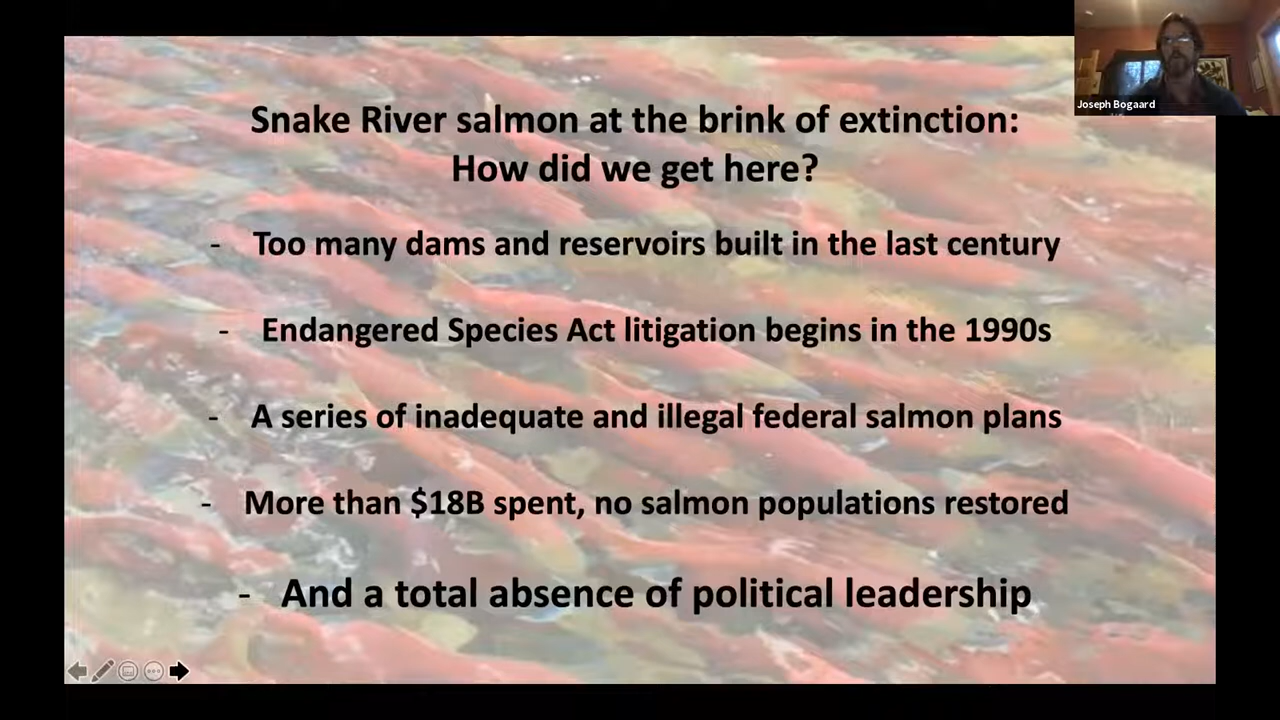 Joseph Bogaard
Snake River salmon at the brink of extinction:
How did we get here?
- Too many dams and reservoirs built in the last century
- Endangered Species Act litigation begins in the 1990s
- A series of inadequate and illegal federal salmon plans
- More than $18B spent, no salmon populations restored
- And a total absence of political leadership